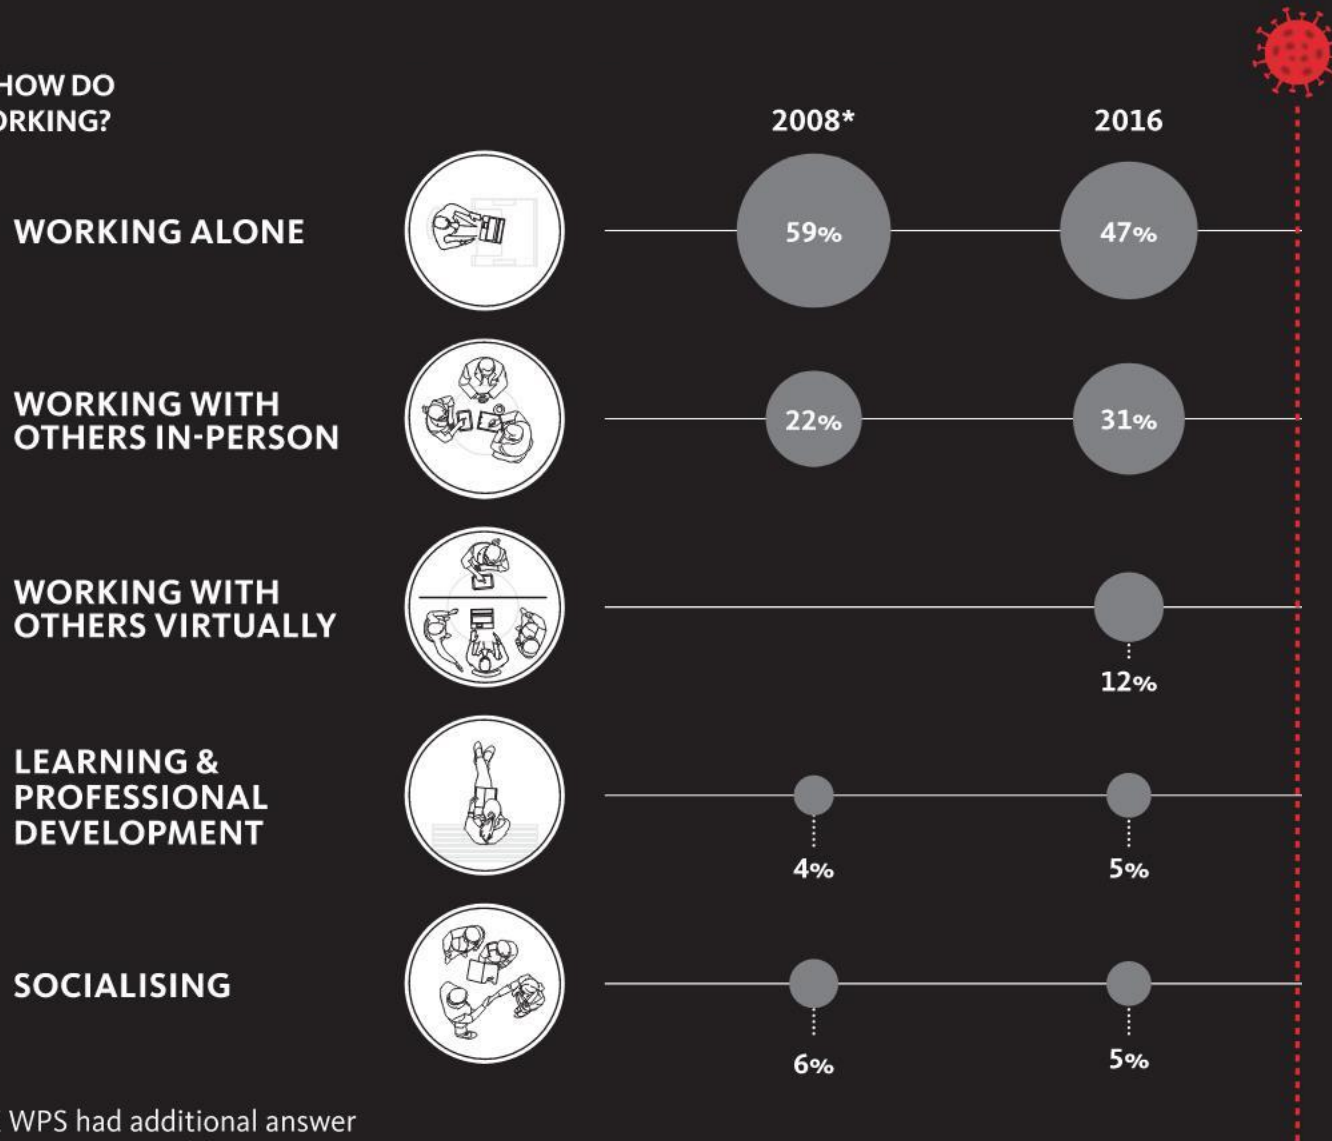 HOW DO
ORKING?
2008* 2016
WORKING ALONE
59% 47%
WORKING WITH
OTHERS IN-PERSON
22% 31%
WORKING WITH
OTHERS VIRTUALLY
12%
LEARNING &
PROFESSIONAL
DEVELOPMENT
4% 5%
SOCIALISING
6% 5%
WPS had additional answer